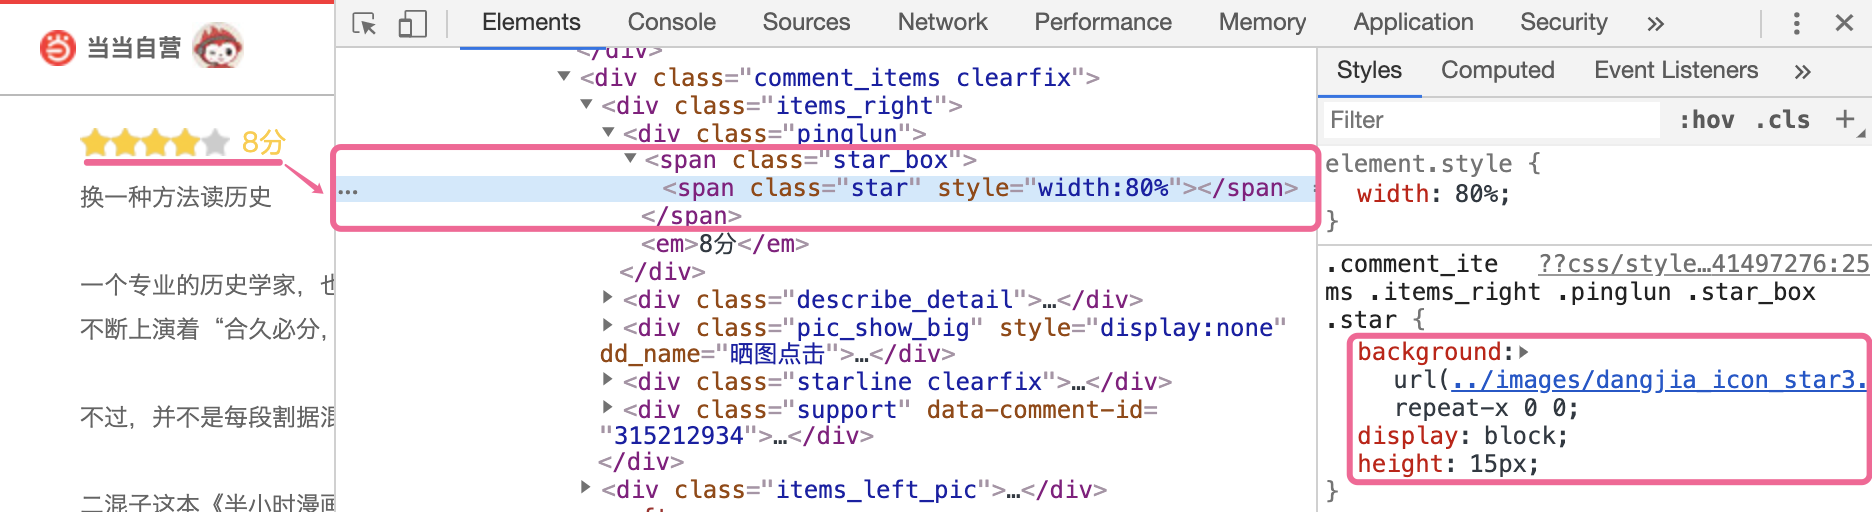 当当自营
8分
换一种方法读历史
一个专业的历史学家，也
不断上演着“合久必分，
不过，并不是每段割据混
二混子这本《半小时漫画
Elements Console Sources Network Performance Memory Application Security »
</div>
<div class="comment_items clearfix">
<div class="items_right">
<div class="pinglun">
<span class="star_box">
… <span class="star" style="width:80%"></span>
</span>
<em>8分</em>
</div>
<div class="describe_detail">…</div>
<div class="pic_show_big" style="display:none"
dd_name="晒图点击">…</div>
<div class="starline clearfix">…</div>
<div class="support" data-comment-id=
"315212934">…</div>
</div>
<div class="items_left_pic">…</div>
Styles Computed Event Listeners »
Filter :hov .cls +
element.style {
width: 80%;
}
.comment_ite ??css/style…41497276:25
ms .items_right .pinglun .star_box
.star {
background:
url(../images/dangjia_icon_star3.
repeat-x 0 0;
display: block;
height: 15px;
}